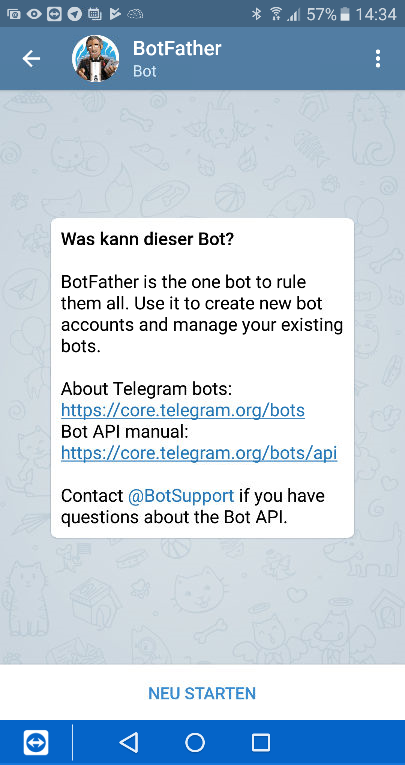 57% 14:34
BotFather
Bot
Was kann dieser Bot?
BotFather is the one bot to rule
them all. Use it to create new bot
accounts and manage your existing
bots.
About Telegram bots:
https://core.telegram.org/bots
Bot API manual:
https://core.telegram.org/bots/api
Contact @BotSupport if you have
questions about the Bot API.
NEU STARTEN